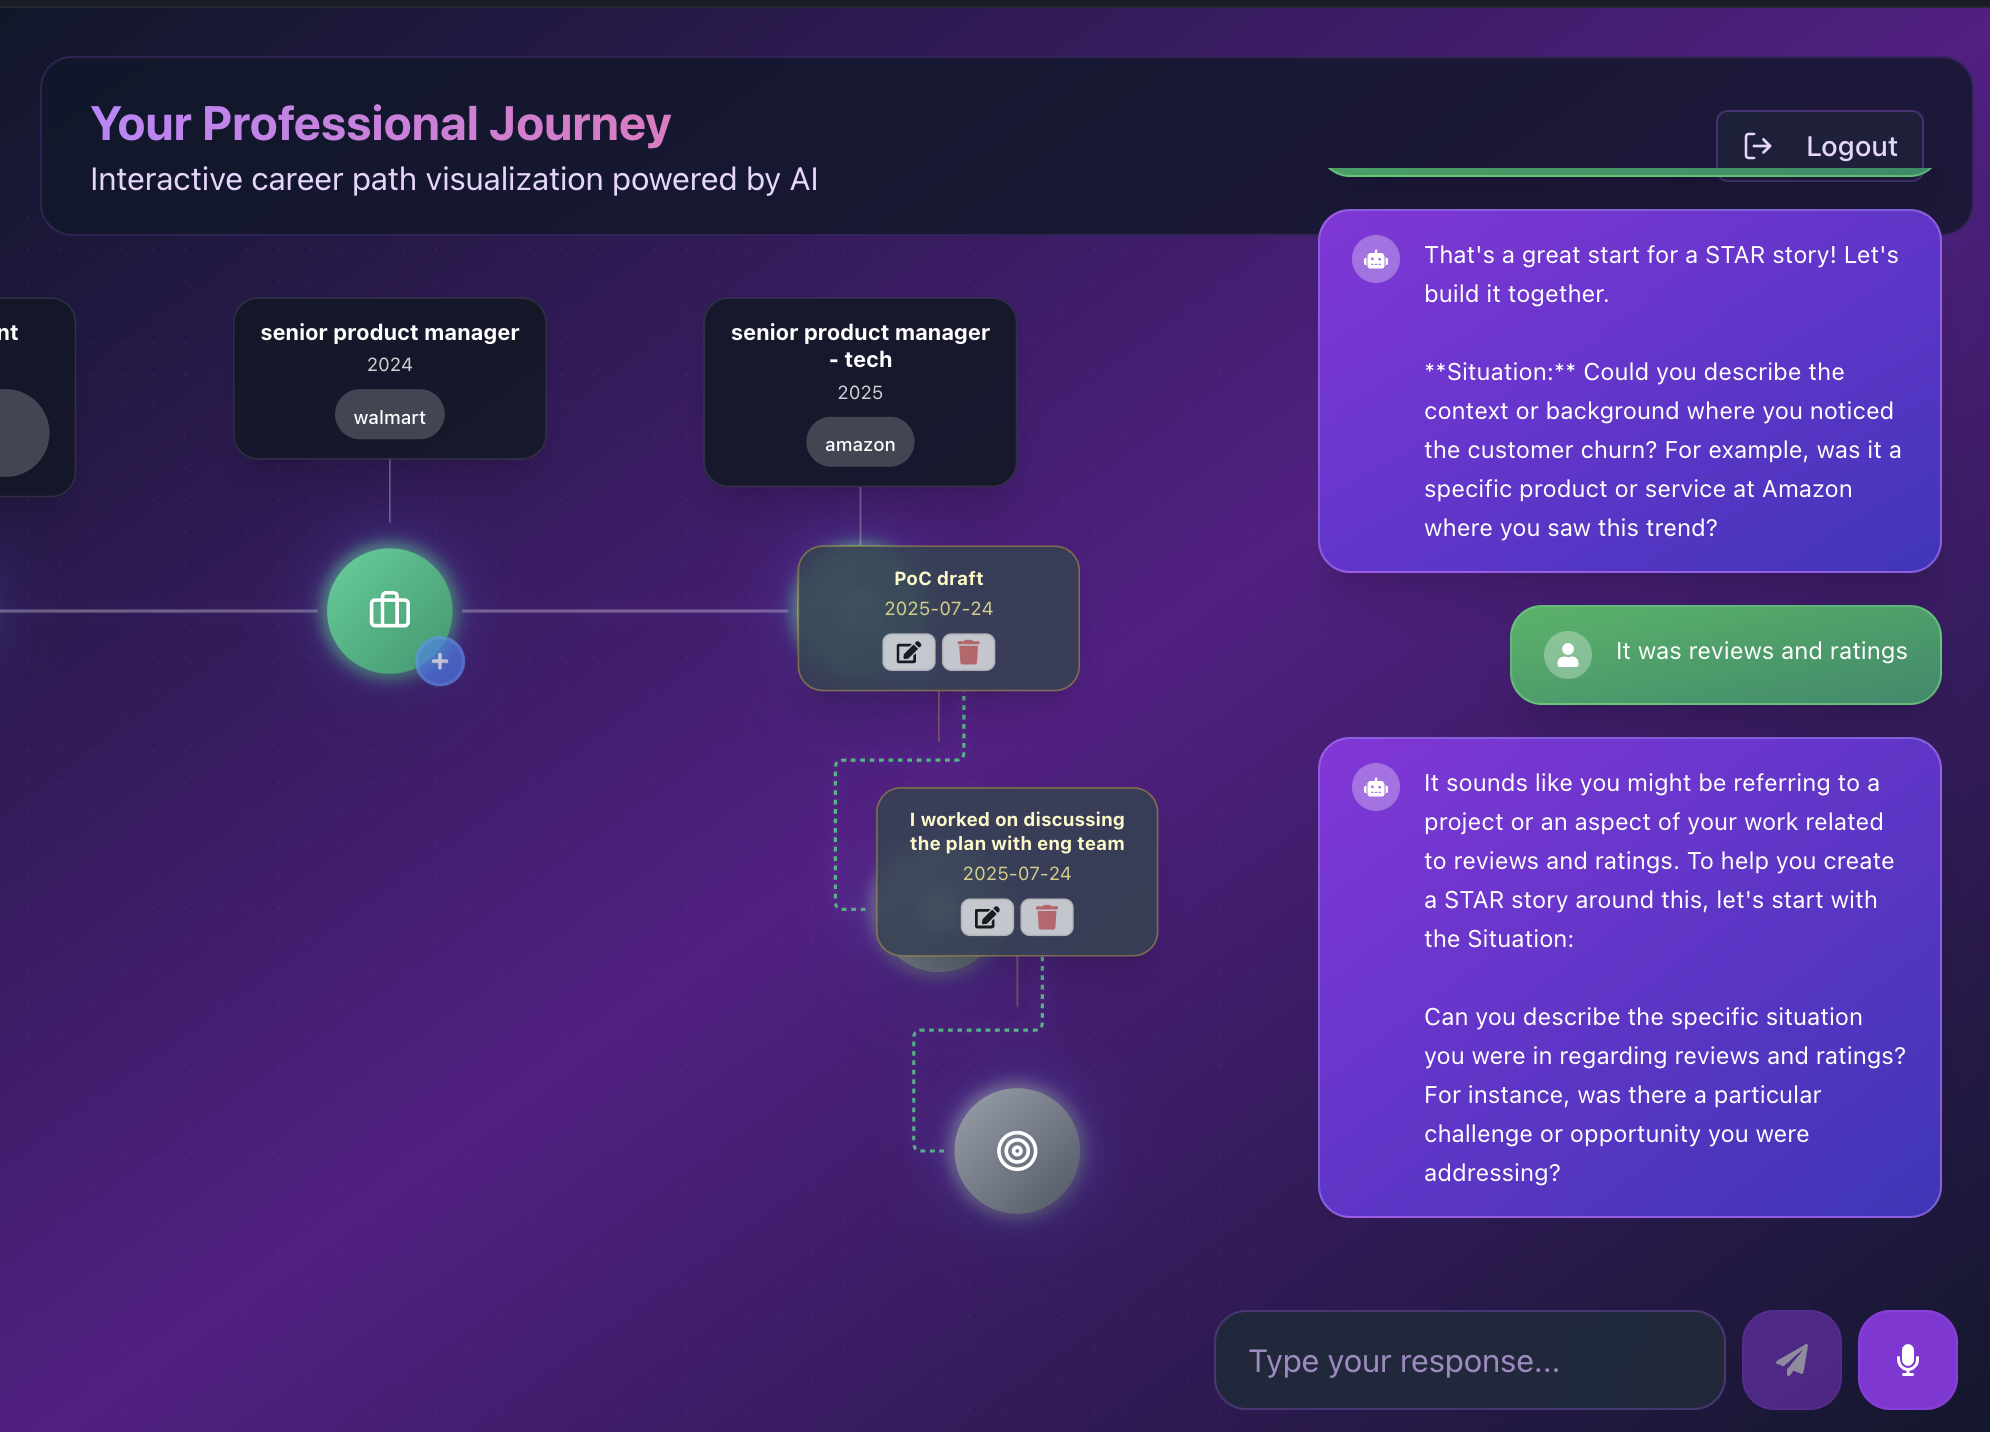 Your Professional Journey
Interactive career path visualization powered by AI
Logout
nt
senior product manager
2024
walmart
senior product manager
- tech
2025
amazon
PoC draft
2025-07-24
I worked on discussing
the plan with eng team
2025-07-24
That's a great start for a STAR story! Let's
build it together.
**Situation:** Could you describe the
context or background where you noticed
the customer churn? For example, was it a
specific product or service at Amazon
where you saw this trend?
It was reviews and ratings
It sounds like you might be referring to a
project or an aspect of your work related
to reviews and ratings. To help you create
a STAR story around this, let's start with
the Situation:
Can you describe the specific situation
you were in regarding reviews and ratings?
For instance, was there a particular
challenge or opportunity you were
addressing?
Type your response...